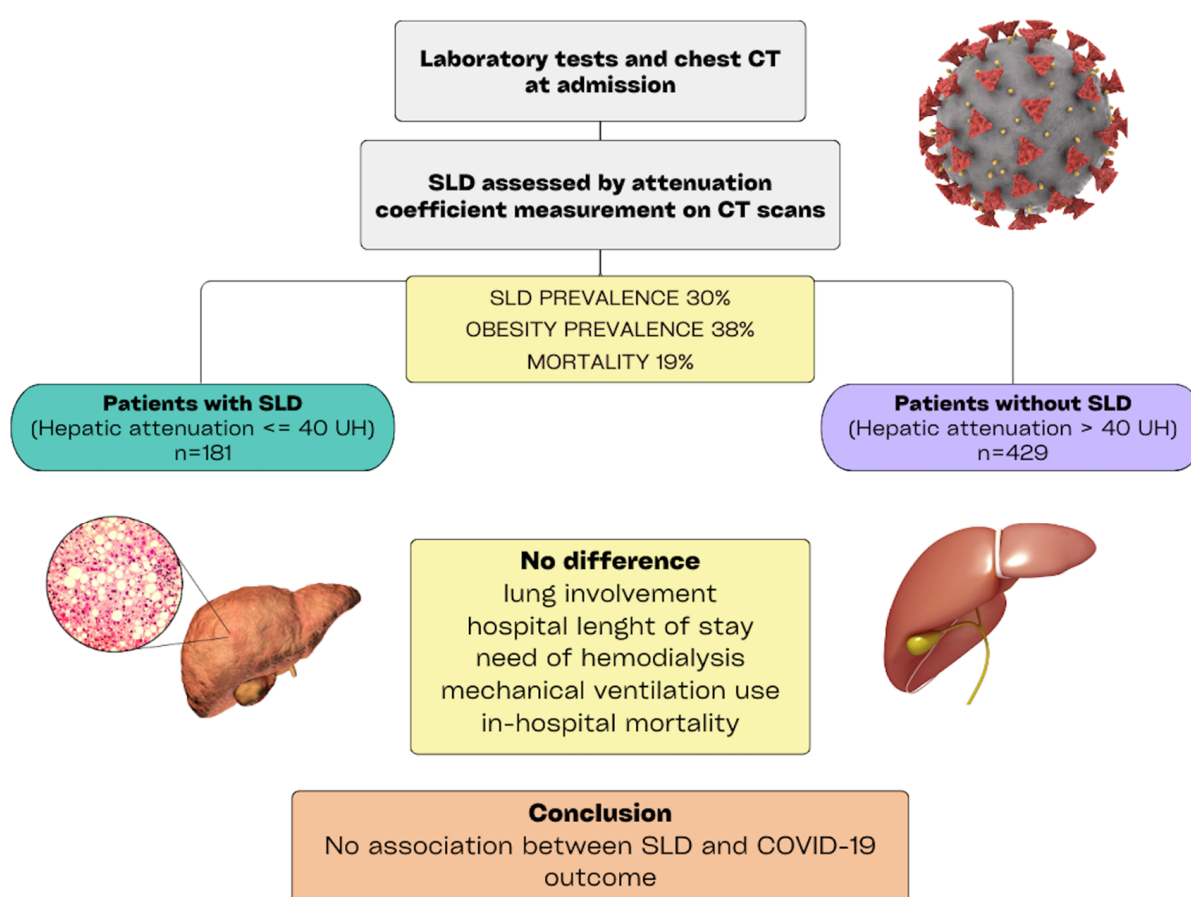 Laboratory tests and chest CT
at admission
SLD assessed by attenuation
coefficient measurement on CT scans
SLD PREVALENCE 30%
OBESITY PREVALENCE 38%
MORTALITY 19%
Patients with SLD
(Hepatic attenuation <= 40 UH)
n=181
Patients without SLD
(Hepatic attenuation > 40 UH)
n=429
No difference
lung involvement
hospital lenght of stay
need of hemodialysis
mechanical ventilation use
in-hospital mortality
Conclusion
No association between SLD and COVID-19
outcome